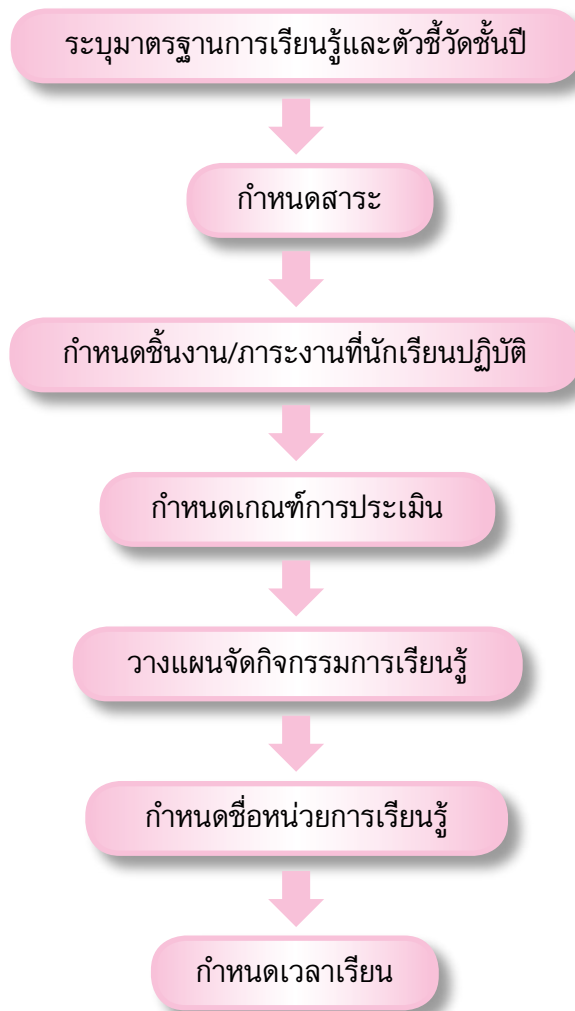 ระบุมาตรฐานการเรียนรู้และตัวชี้วัดชั้นปี
กำหนดสาระ
กำหนดชิ้นงาน/ภาระงานที่นักเรียนปฏิบัติ
กำหนดเกณฑ์การประเมิน
วางแผนจัดกิจกรรมการเรียนรู้
กำหนดชื่อหน่วยการเรียนรู้
กำหนดเวลาเรียน